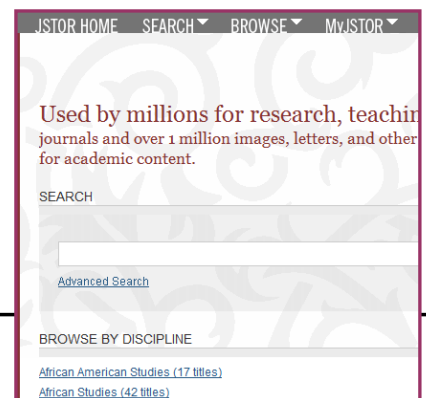 JSTOR HOME SEARCH BROWSE MyJSTOR
Used by millions for research, teachin
journals and over 1 million images, letters, and other
for academic content.
SEARCH
Advanced Search
BROWSE BY DISCIPLINE
African American Studies (17 titles)
African Studies (42 titles)